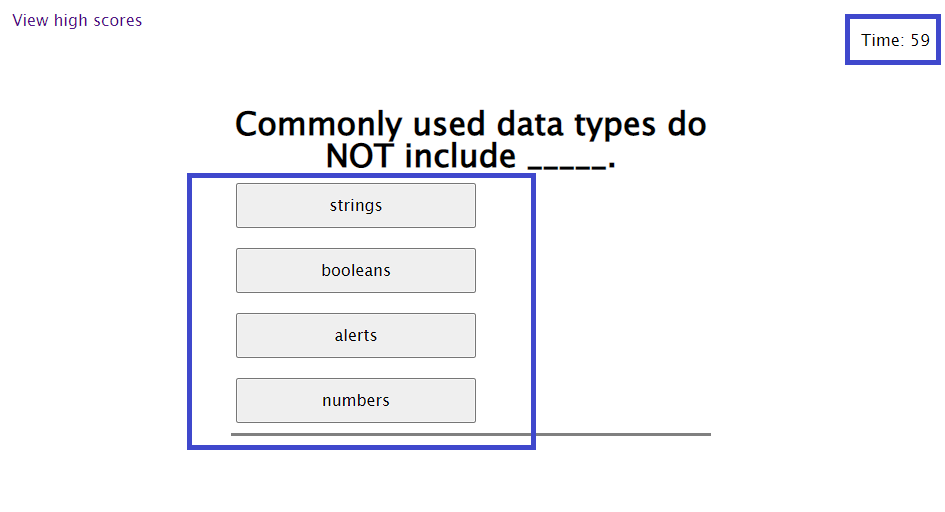 View high scores
Time: 59
Commonly used data types do
NOT include _____.
strings
booleans
alerts
numbers